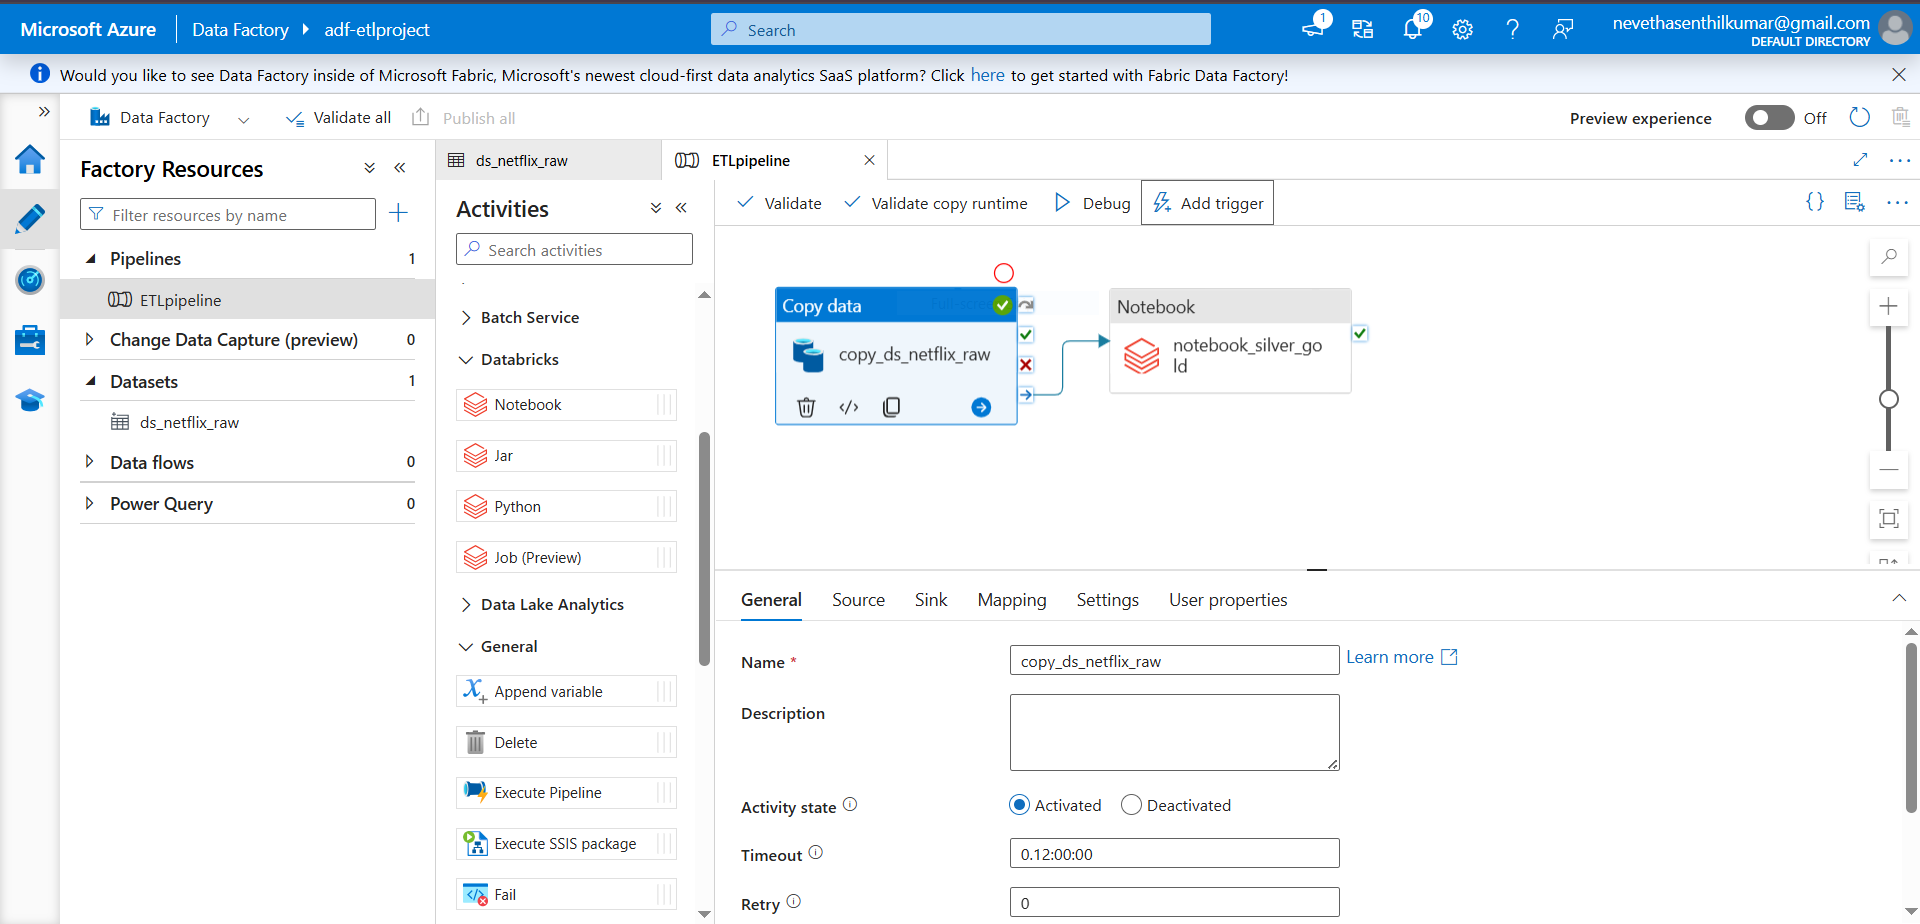 Microsoft Azure
Data Factory
adf-etlproject
Search
1
10
nevethasenthilkumar@gmail.com
DEFAULT DIRECTORY
Would you like to see Data Factory inside of Microsoft Fabric, Microsoft's newest cloud-first data analytics SaaS platform? Click here to get started with Fabric Data Factory!
Data Factory
Validate all
Publish all
Preview experience
Off
Factory Resources
Filter resources by name
Pipelines 1
ETLpipeline
Change Data Capture (preview) 0
Datasets 1
ds_netflix_raw
Data flows 0
Power Query 0
ds_netflix_raw
ETLpipeline
Activities
Search activities
Batch Service
Databricks
Notebook
Jar
Python
Job (Preview)
Data Lake Analytics
General
Append variable
Delete
Execute Pipeline
Execute SSIS package
Fail
Validate
Validate copy runtime
Debug
Add trigger
Copy data
copy_ds_netflix_raw
Notebook
notebook_silver_go
ld
General
Source
Sink
Mapping
Settings
User properties
Name *
copy_ds_netflix_raw
Learn more
Description
Activity state
Activated
Deactivated
Timeout
0.12:00:00
Retry
0